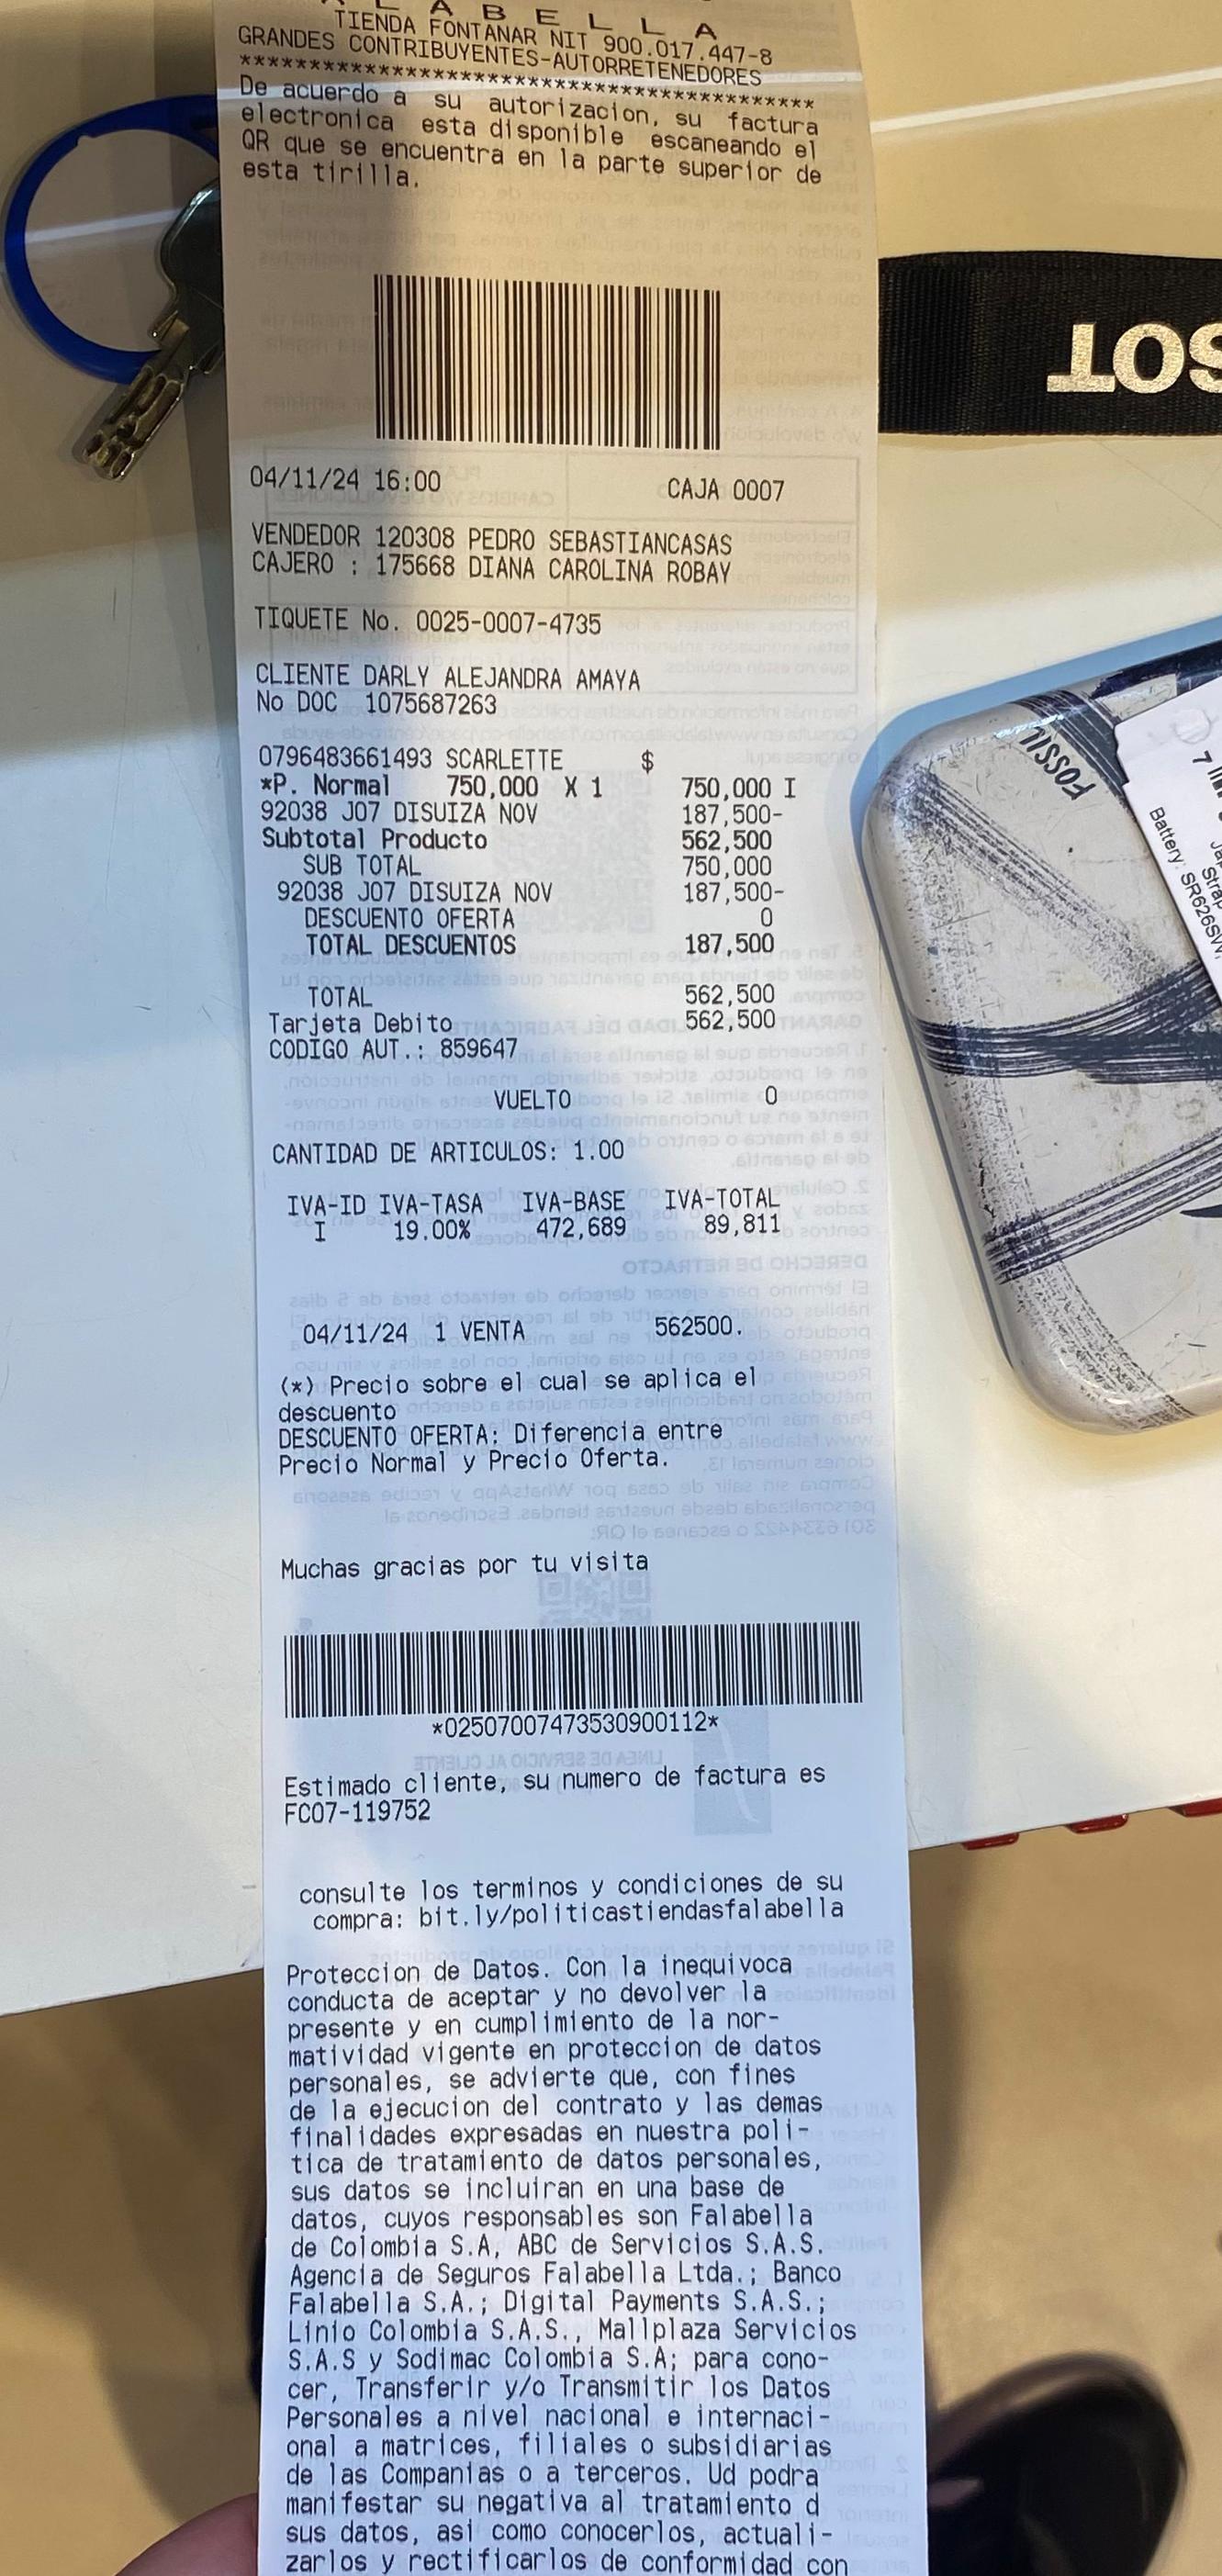 A L A B E L L A
TIENDA FONTANAR NIT 900.017.447-8
GRANDES CONTRIBUYENTES-AUTORRETENEDORES
******************************************
De acuerdo a su autorizacion, su factura
electronica esta disponible escaneando el
QR que se encuentra en la parte superior de
esta tirilla.
04/11/24 16:00 CAJA 0007
VENDEDOR 120308 PEDRO SEBASTIANCASAS
CAJERO : 175668 DIANA CAROLINA ROBAY
TIQUETE No. 0025-0007-4735
CLIENTE DARLY ALEJANDRA AMAYA
No DOC 1075687263
0796483661493 SCARLETTE $
*P. Normal 750,000 X 1 750,000 I
92038 J07 DISUIZA NOV 187,500-
Subtotal Producto 562,500
SUB TOTAL 750,000
92038 J07 DISUIZA NOV 187,500-
DESCUENTO OFERTA 0
TOTAL DESCUENTOS 187,500
TOTAL 562,500
Tarjeta Debito 562,500
CODIGO AUT.: 859647
VUELTO 0
CANTIDAD DE ARTICULOS: 1.00
IVA-ID IVA-TASA IVA-BASE IVA-TOTAL
I 19.00% 472,689 89,811
04/11/24 1 VENTA 562500.
(*) Precio sobre el cual se aplica el
descuento
DESCUENTO OFERTA: Diferencia entre
Precio Normal y Precio Oferta.
Muchas gracias por tu visita
*02507007473530900112*
Estimado cliente, su numero de factura es
FC07-119752
consulte los terminos y condiciones de su
compra: bit.ly/politicastiendasfalabella
Proteccion de Datos. Con la inequivoca
conducta de aceptar y no devolver la
presente y en cumplimiento de la nor-
matividad vigente en proteccion de datos
personales, se advierte que, con fines
de la ejecucion del contrato y las demas
finalidades expresadas en nuestra poli-
tica de tratamiento de datos personales,
sus datos se incluiran en una base de
datos, cuyos responsables son Falabella
de Colombia S.A, ABC de Servicios S.A.S.
Agencia de Seguros Falabella Ltda.; Banco
Falabella S.A.; Digital Payments S.A.S.;
Linio Colombia S.A.S., Mallplaza Servicios
S.A.S y Sodimac Colombia S.A; para cono-
cer, Transferir y/o Transmitir los Datos
Personales a nivel nacional e internaci-
onal a matrices, filiales o subsidiarias
de las Companias o a terceros. Ud podra
manifestar su negativa al tratamiento d
sus datos, asi como conocerlos, actuali-
zarlos y rectificarlos de conformidad con
FOSSIL
Strap
Battery: SR626SW